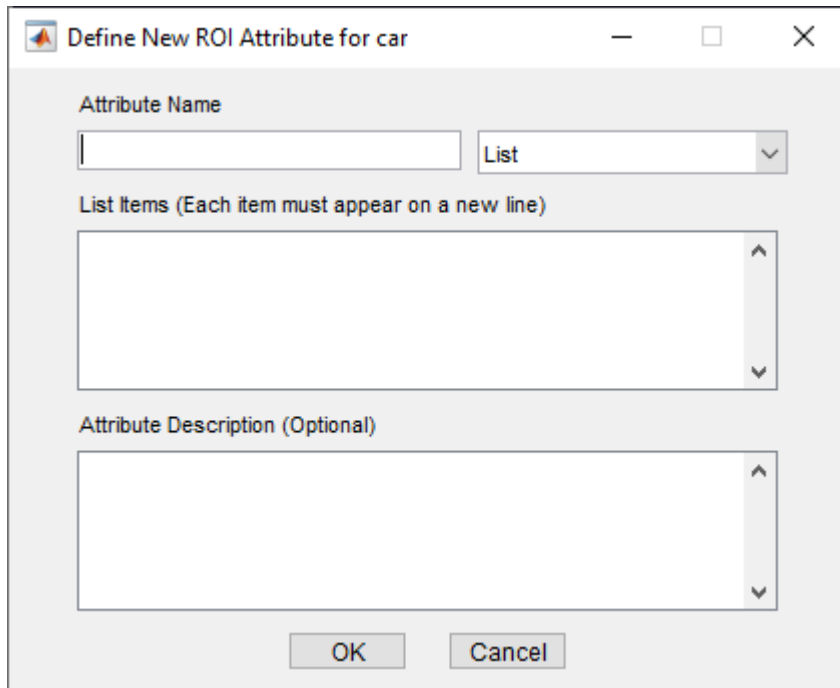 Define New ROI Attribute for car
Attribute Name
List
List Items (Each item must appear on a new line)
Attribute Description (Optional)
OK Cancel